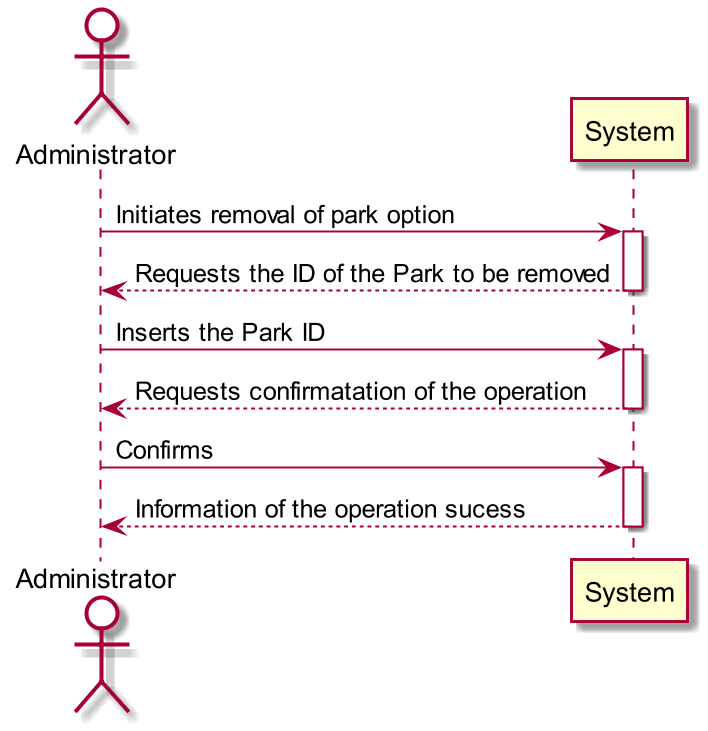 Administrator
System
Initiates removal of park option
Requests the ID of the Park to be removed
Inserts the Park ID
Requests confirmatation of the operation
Confirms
Information of the operation sucess
Administrator
System